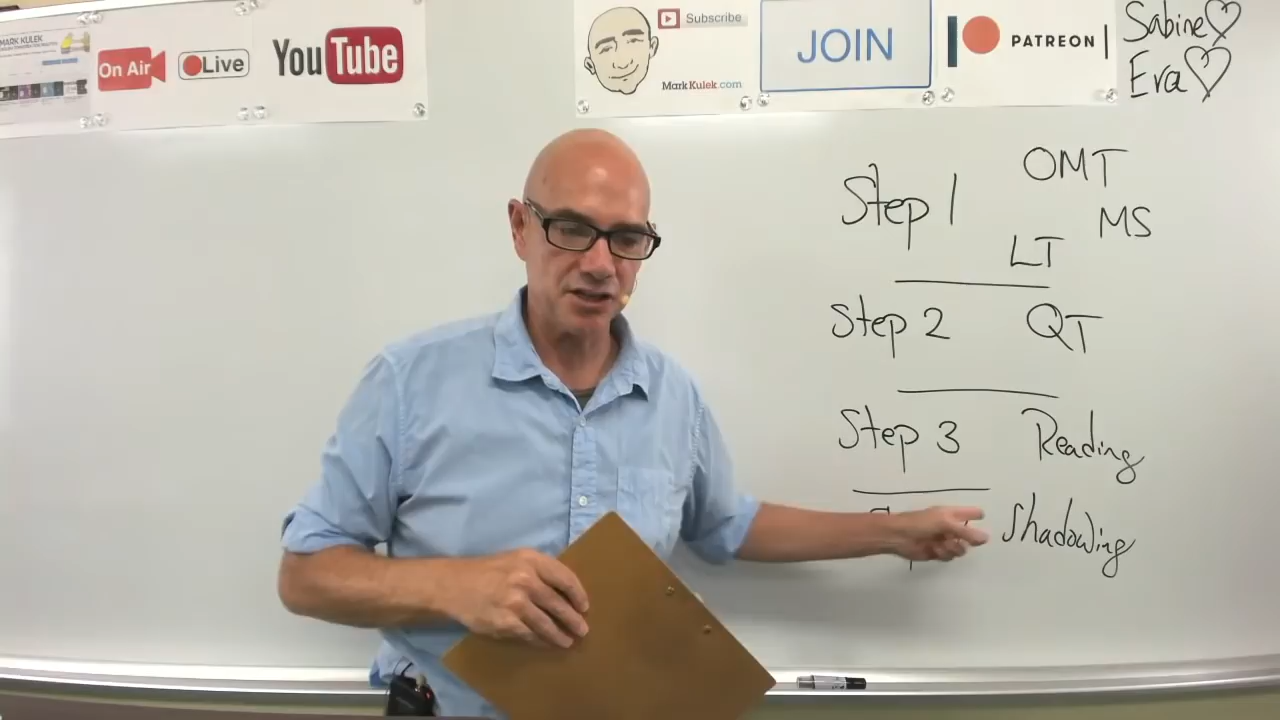 MARK KULEK
On Air
Live
YouTube
Subscribe
MarkKulek.com
JOIN
PATREON
Sabine
Eva
Step 1
OMT
MS
LT
Step 2
QT
Step 3
Reading
Shadowing